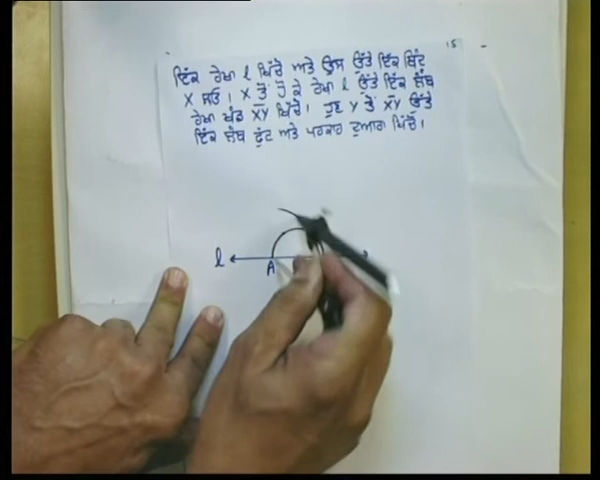 15
ਇੱਕ ਰੇਖਾ l ਖਿੱਚੋ ਅਤੇ ਉਸ ਉੱਤੇ ਇੱਕ ਬਿੰਦੂ
X ਲਓ। X ਤੋਂ ਹੋ ਕੇ ਰੇਖਾ l ਉੱਤੇ ਇੱਕ ਲੰਬ
ਰੇਖਾ ਖੰਡ XY ਖਿੱਚੋ। ਹੁਣ Y ਤੋਂ XY ਉੱਤੇ
ਇੱਕ ਲੰਬ ਫੁੱਟਾ ਅਤੇ ਪਰਕਾਰ ਦੁਆਰਾ ਖਿੱਚੋ।
l
A